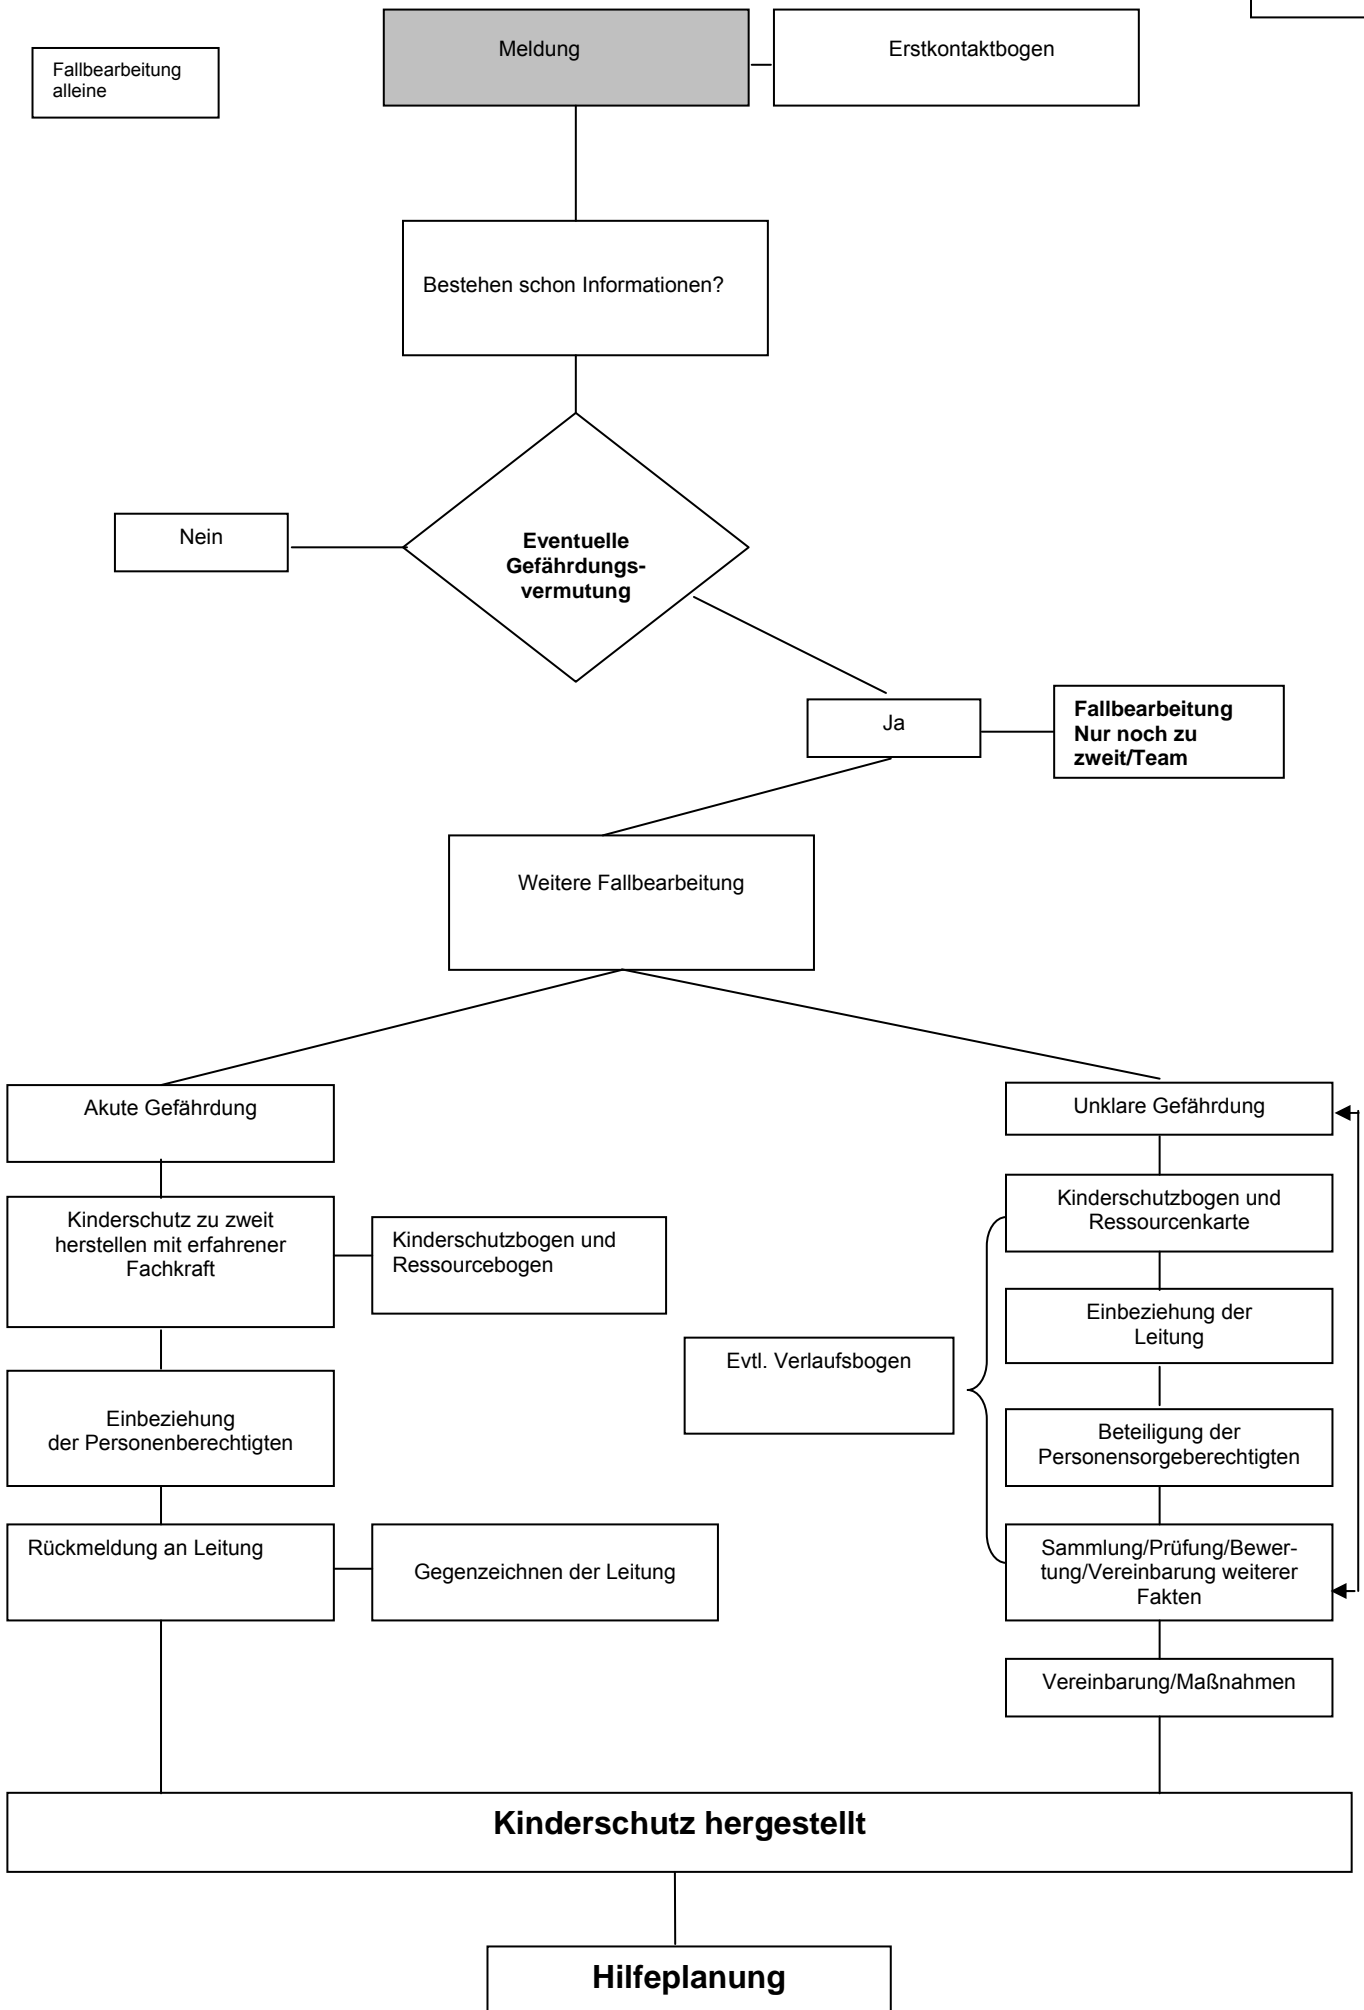 Meldung
Erstkontaktbogen
Fallbearbeitung
alleine
Bestehen schon Informationen?
Nein
Eventuelle
Gefährdungs-
vermutung
Ja
Fallbearbeitung
Nur noch zu
zweit/Team
Weitere Fallbearbeitung
Akute Gefährdung
Kinderschutz zu zweit
herstellen mit erfahrener
Fachkraft
Kinderschutzbogen und
Ressourcebogen
Einbeziehung
der Personenberechtigten
Rückmeldung an Leitung
Gegenzeichnen der Leitung
Unklare Gefährdung
Kinderschutzbogen und
Ressourcenkarte
Einbeziehung der
Leitung
Evtl. Verlaufsbogen
Beteiligung der
Personensorgeberechtigten
Sammlung/Prüfung/Bewer-
tung/Vereinbarung weiterer
Fakten
Vereinbarung/Maßnahmen
Kinderschutz hergestellt
Hilfeplanung